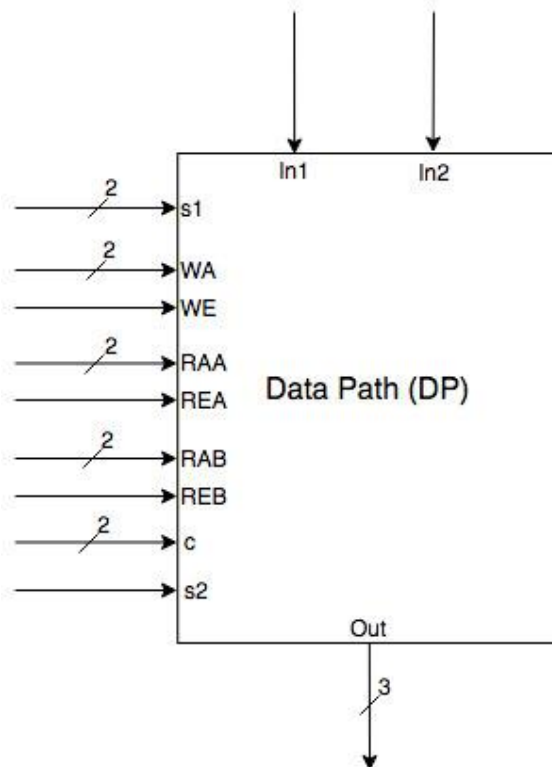 In1 In2
2
s1
2
WA
WE
2
RAA
REA
Data Path (DP)
2
RAB
REB
2
c
s2
Out
3